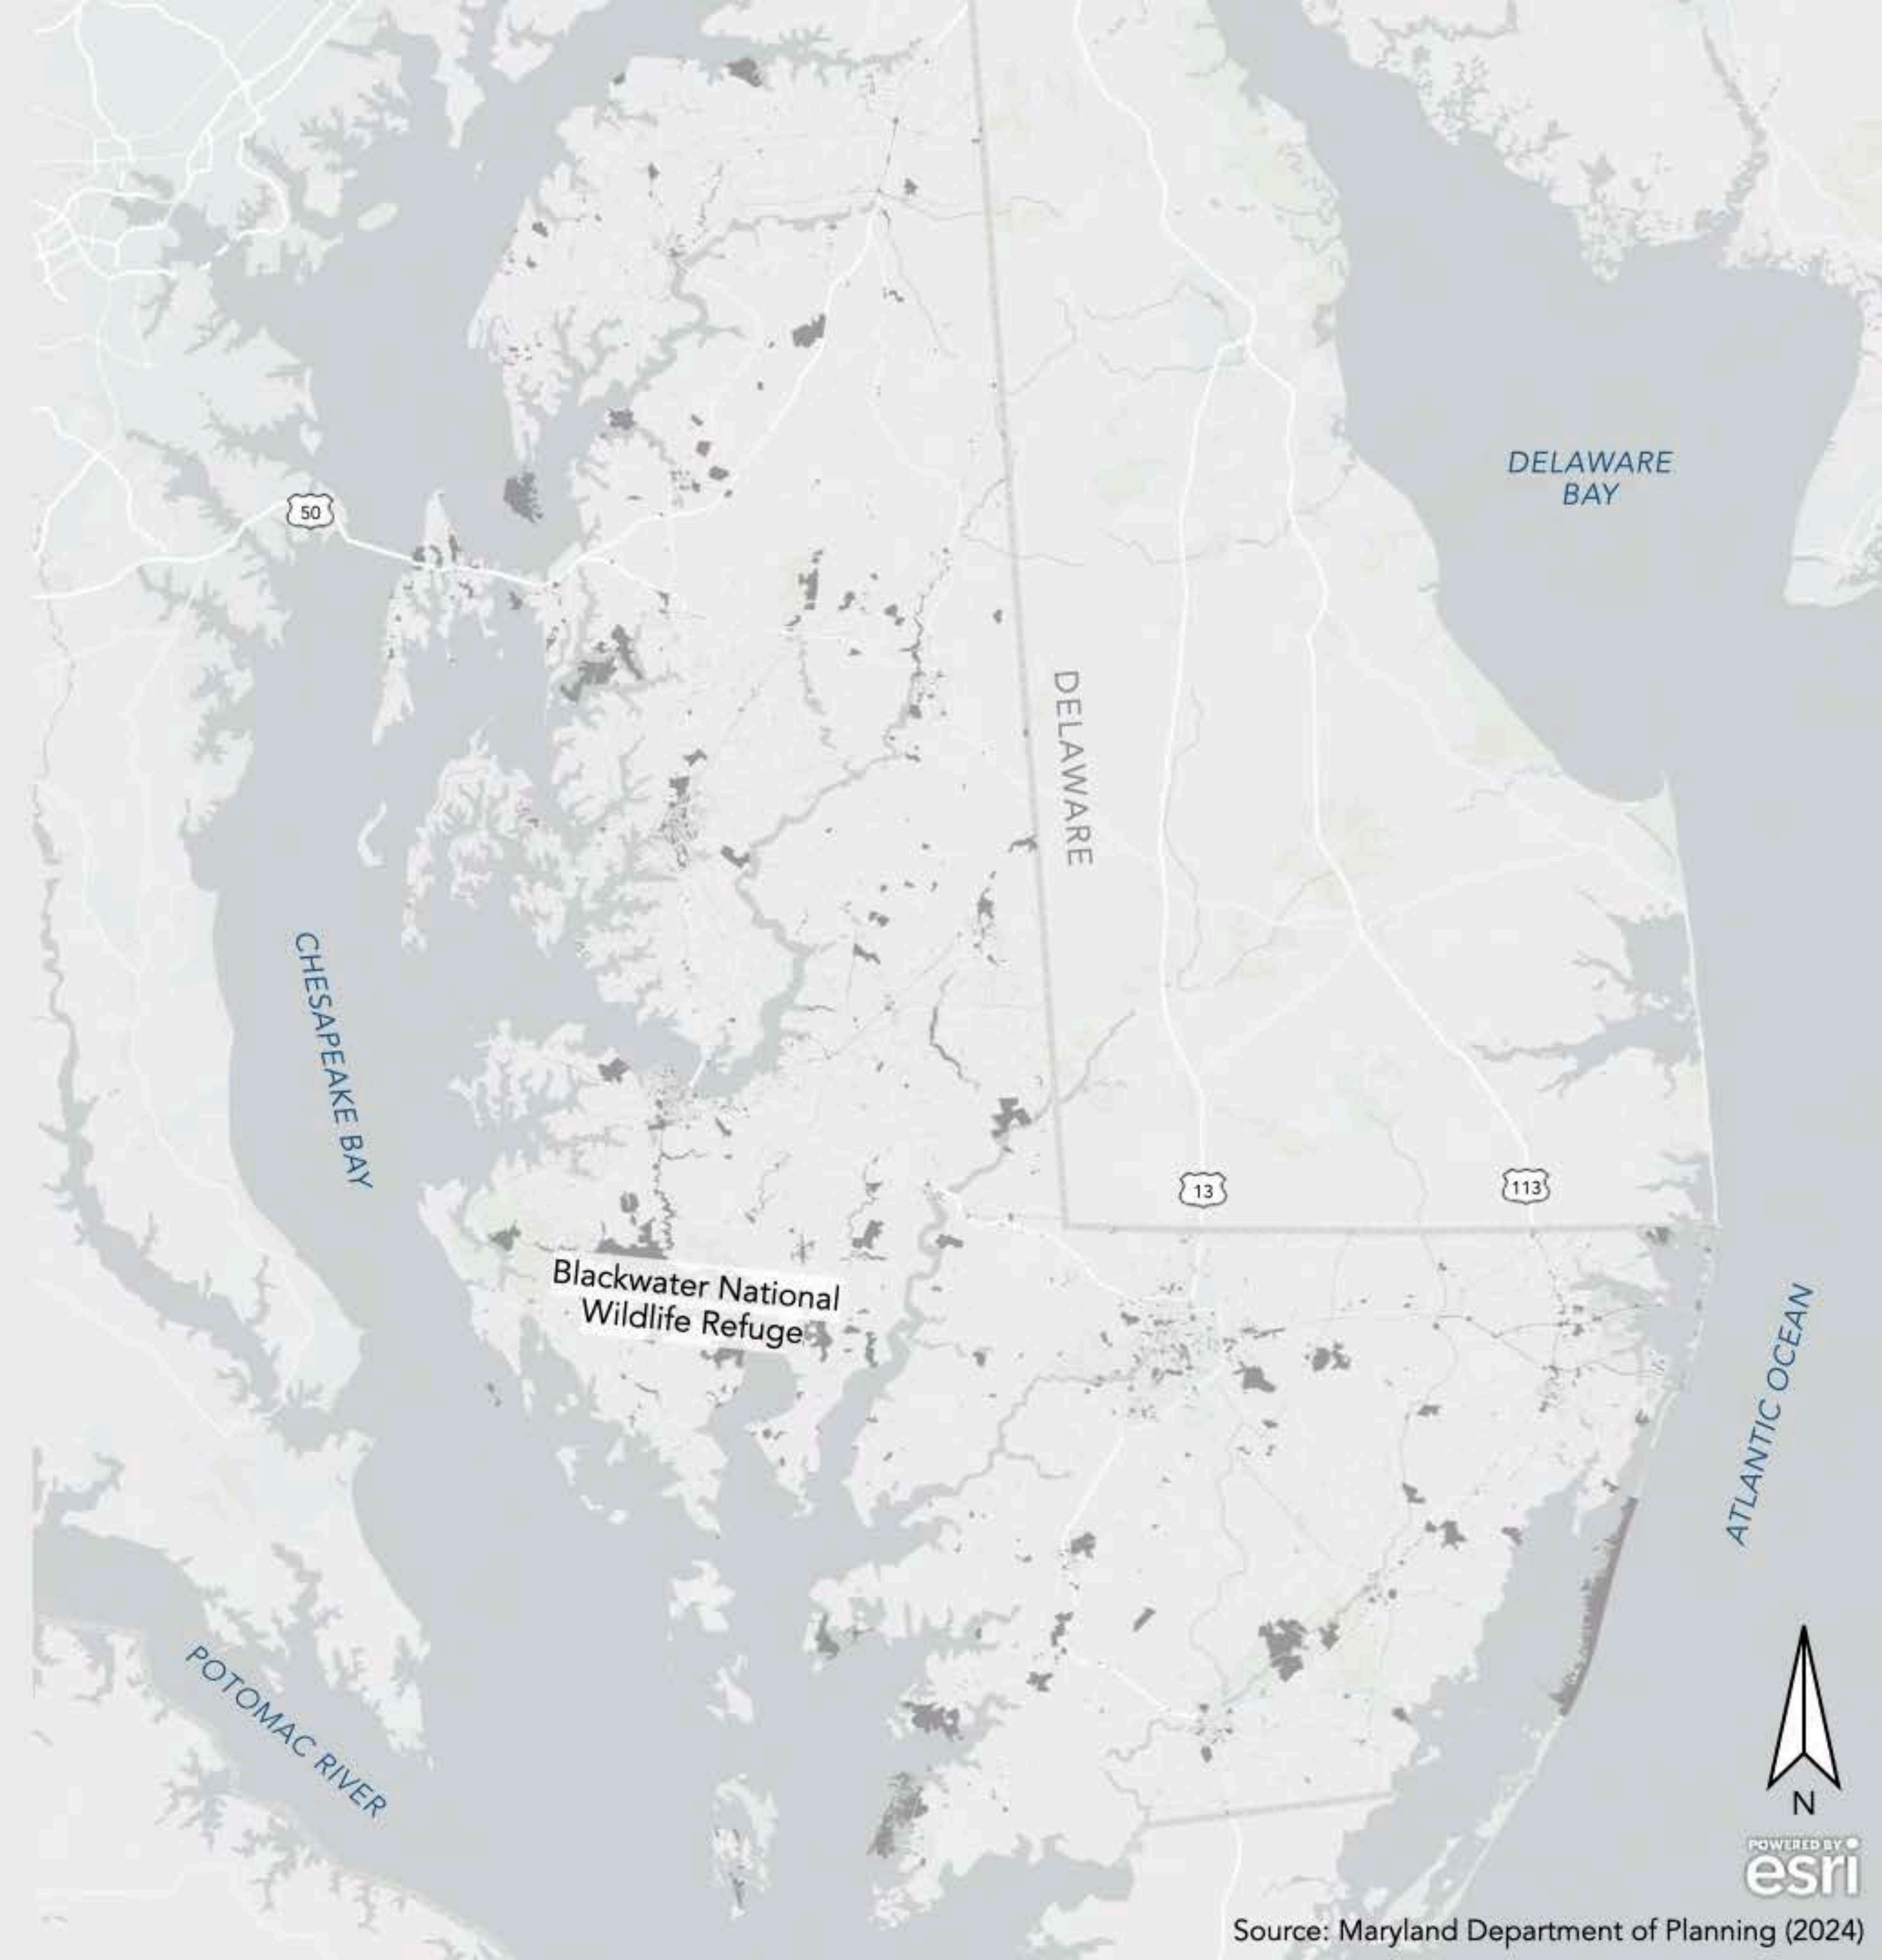 DELAWARE
BAY
50
DELAWARE
CHESAPEAKE BAY
13
113
Blackwater National
Wildlife Refuge
ATLANTIC OCEAN
POTOMAC RIVER
N
POWERED BY
esri
Source: Maryland Department of Planning (2024)